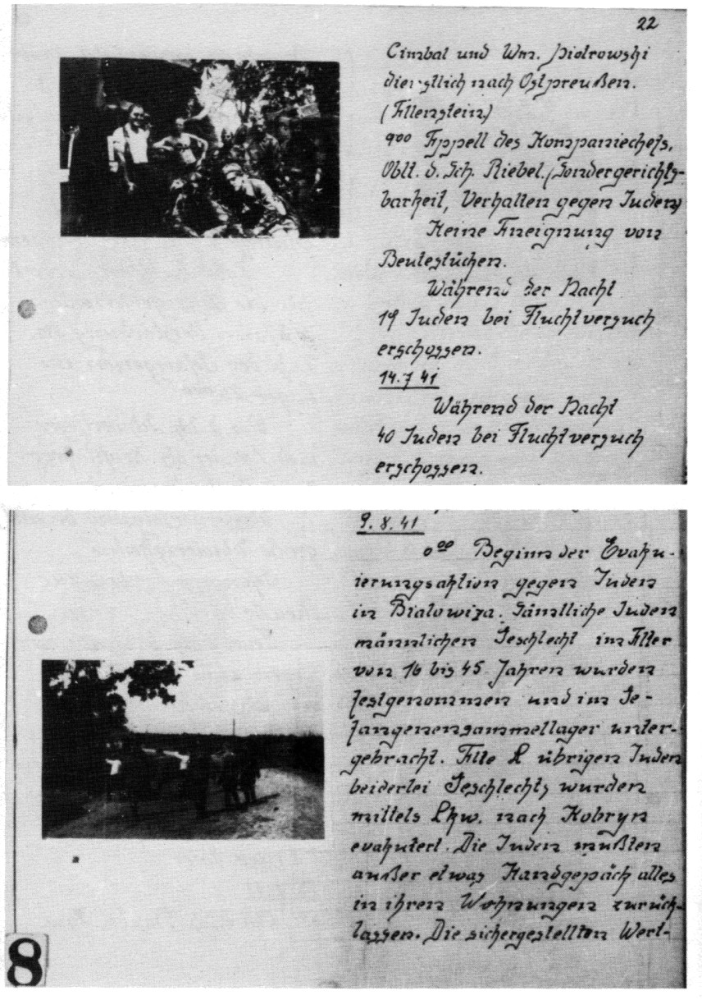 22
Cimbal und Wm. Piotrowski
dienstlich nach Ostpreußen.
(Allenstein)
9⁰⁰ Appell des Kompaniechefs,
Oblt. d. Sch. Riebel. (Sondergerichts-
barkeit, Verhalten gegen Juden)
Keine Aneignung von
Beutestücken.
Während der Nacht
19 Juden bei Fluchtversuch
erschossen.
14.7 41
Während der Nacht
40 Juden bei Fluchtversuch
erschossen.
9. 8. 41
0⁰⁰ Beginn der Evaku-
ierungsaktion gegen Juden
in Bialowiza. Sämtliche Juden
männlichen Geschlecht im Alter
von 16 bis 45 Jahren wurden
festgenommen und im Ge-
fangenensammellager unter-
gebracht. Alle übrigen Juden
beiderlei Geschlechts wurden
mittels Lkw. nach Kobryn
evakuiert. Die Juden mußten
außer etwas Handgepäck alles
in ihren Wohnungen zurück-
lassen. Die sichergestellten Wert-
8